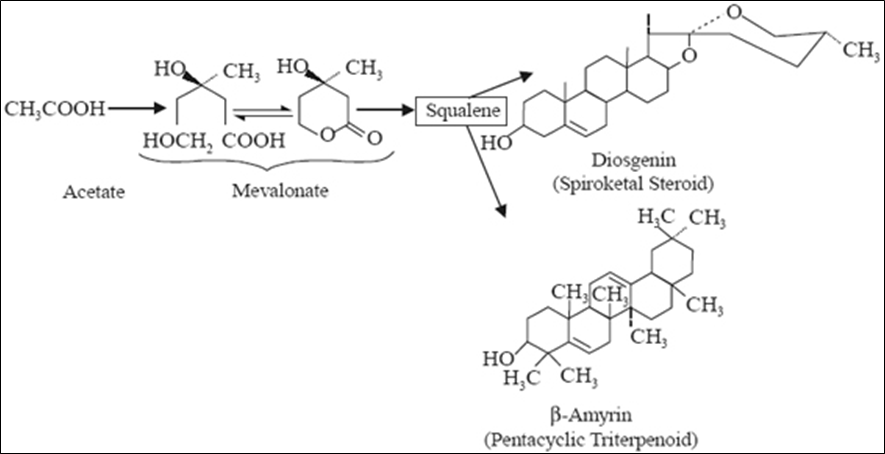 CH₃COOH
HO
CH₃
HOCH₂ COOH
HO
CH₃
O
O
Acetate
Mevalonate
Squalene
O
O
CH₃
HO
Diosgenin
(Spiroketal Steroid)
H₃C CH₃
CH₃ CH₃
CH₃
CH₃
HO
H₃C CH₃
β-Amyrin
(Pentacyclic Triterpenoid)